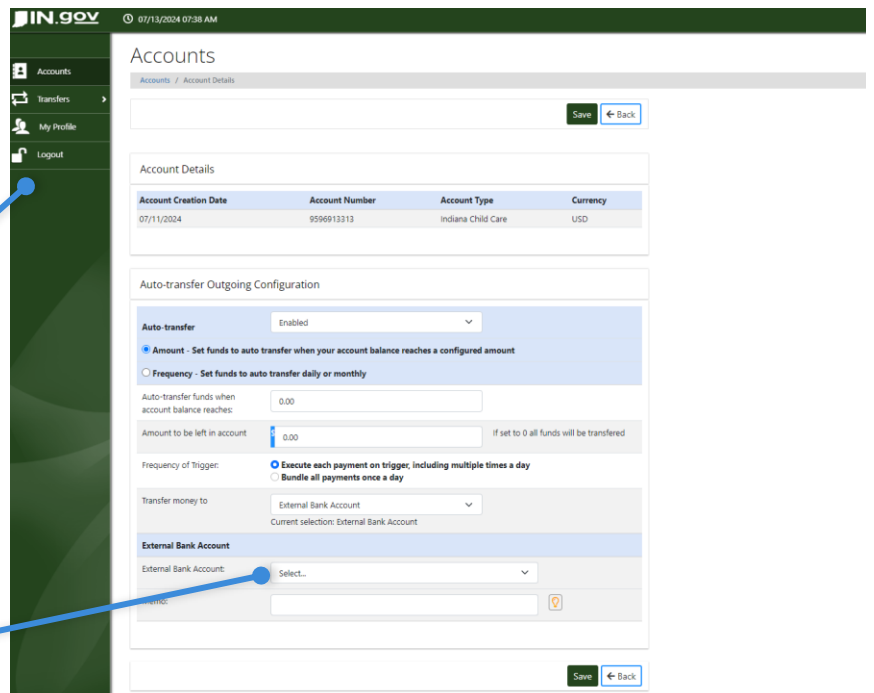 IN.gov
07/13/2024 07:38 AM
Accounts
Transfers
My Profile
Logout
Accounts
Accounts / Account Details
Save Back
Account Details
Account Creation Date Account Number Account Type Currency
07/11/2024 9596913313 Indiana Child Care USD
Auto-transfer Outgoing Configuration
Auto-transfer Enabled
Amount - Set funds to auto transfer when your account balance reaches a configured amount
Frequency - Set funds to auto transfer daily or monthly
Auto-transfer funds when
account balance reaches:
0.00
Amount to be left in account 0.00 If set to 0 all funds will be transfered
Frequency of Trigger: Execute each payment on trigger, including multiple times a day
Bundle all payments once a day
Transfer money to External Bank Account
Current selection: External Bank Account
External Bank Account
External Bank Account: Select...
Save Back